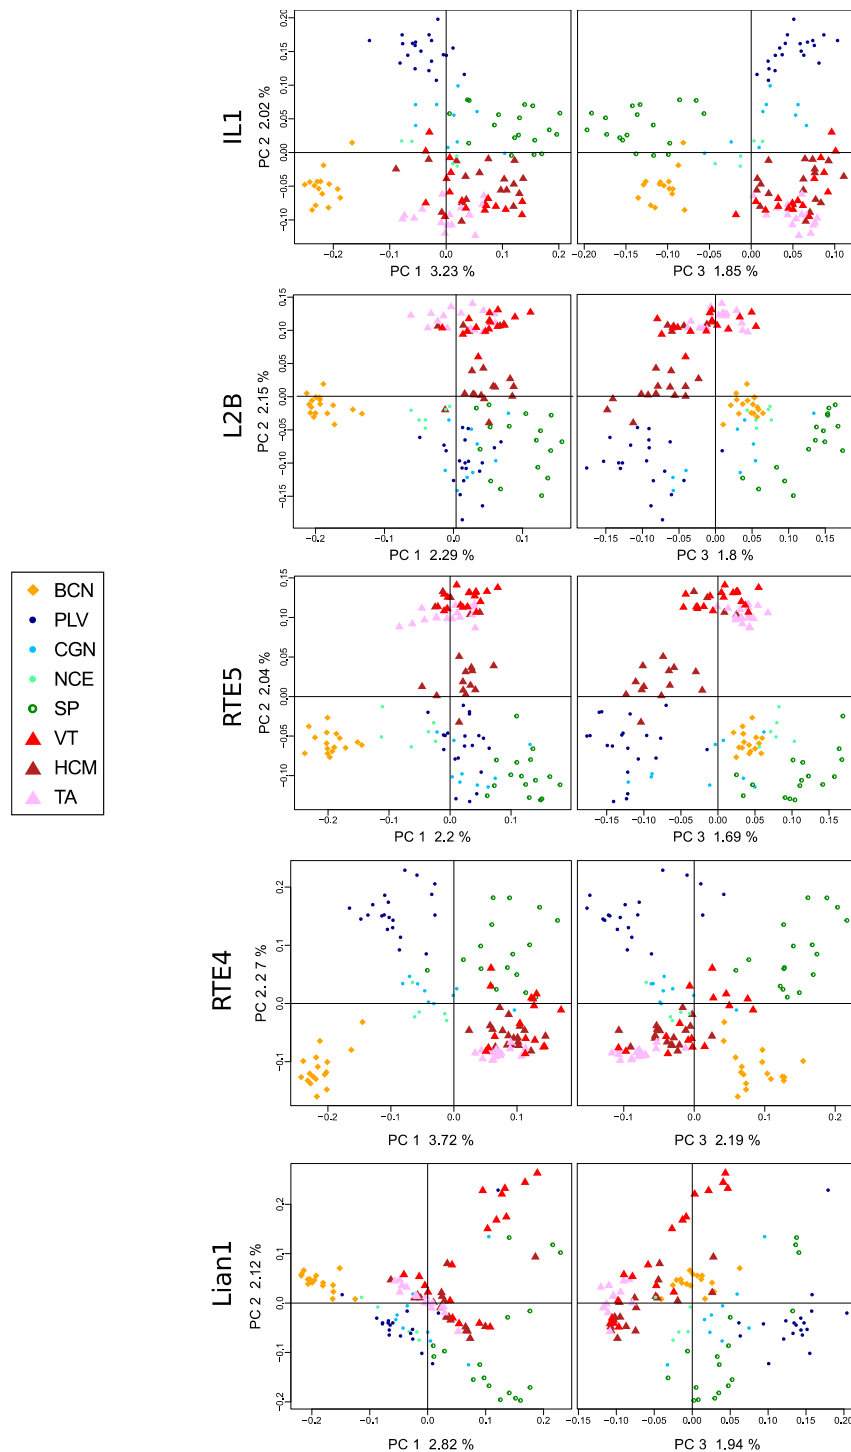 IL1
PC 2 2.02 %
0.20
0.15
0.10
0.05
0.00
−0.05
−0.10
−0.2 −0.1 0.0 0.1 0.2
−0.20 −0.15 −0.10 −0.05 0.00 0.05 0.10
PC 1 3.23 %
PC 3 1.85 %
L2B
PC 2 2.15 %
0.15
0.10
0.05
0.00
−0.05
−0.10
−0.15
−0.2 −0.1 0.0 0.1
−0.15 −0.10 −0.05 0.00 0.05 0.10 0.15
PC 1 2.29 %
PC 3 1.8 %
BCN
PLV
CGN
NCE
SP
VT
HCM
TA
RTE5
PC 2 2.04 %
0.15
0.10
0.05
0.00
−0.05
−0.10
−0.2 −0.1 0.0 0.1
−0.15 −0.10 −0.05 0.00 0.05 0.10 0.15
PC 1 2.2 %
PC 3 1.69 %
RTE4
PC 2. 2 7 %
0.2
0.1
0.0
−0.1
−0.2 −0.1 0.0 0.1
−0.1 0.0 0.1 0.2
PC 1 3.72 %
PC 3 2.19 %
Lian1
PC 2 2.12 %
0.2
0.1
0.0
−0.1
−0.2
−0.2 −0.1 0.0 0.1 0.2
−0.10 −0.05 0.00 0.05 0.10 0.15 0.20
PC 1 2.82 %
PC 3 1.94 %